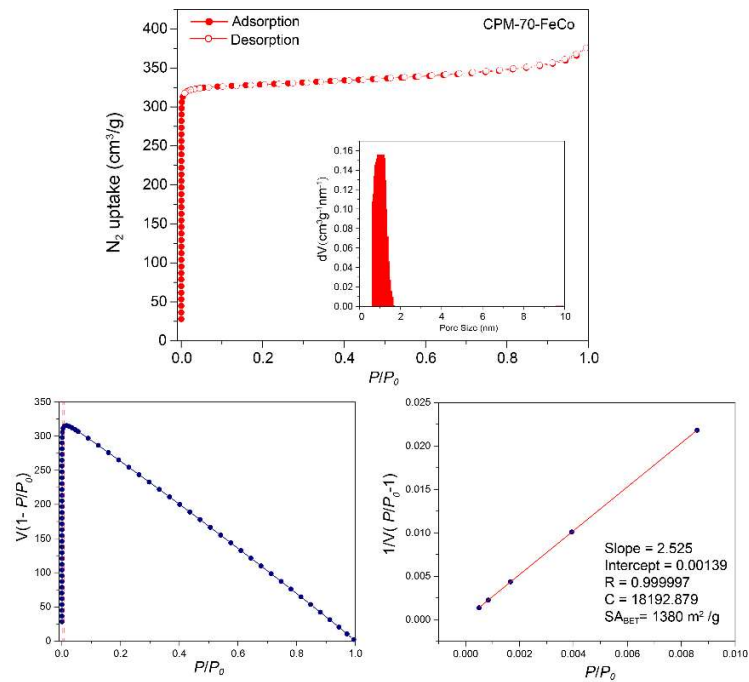 Adsorption
Desorption
CPM-70-FeCo
400
350
300
250
200
150
100
50
0
N2 uptake (cm3/g)
0.0 0.2 0.4 0.6 0.8 1.0
P/P0
0.16
0.14
0.12
0.10
0.08
0.06
0.04
0.02
0.00
dV(cm3g-1nm-1)
0 2 4 6 8 10
Pore Size (nm)
350
300
250
200
150
100
50
0
V(1- P/P0)
0.0 0.2 0.4 0.6 0.8 1.0
P/P0
0.025
0.020
0.015
0.010
0.005
0.000
1/V( P/P0-1)
Slope = 2.525
Intercept = 0.00139
R = 0.999997
C = 18192.879
SABET= 1380 m2 /g
0.000 0.002 0.004 0.006 0.008 0.010
P/P0